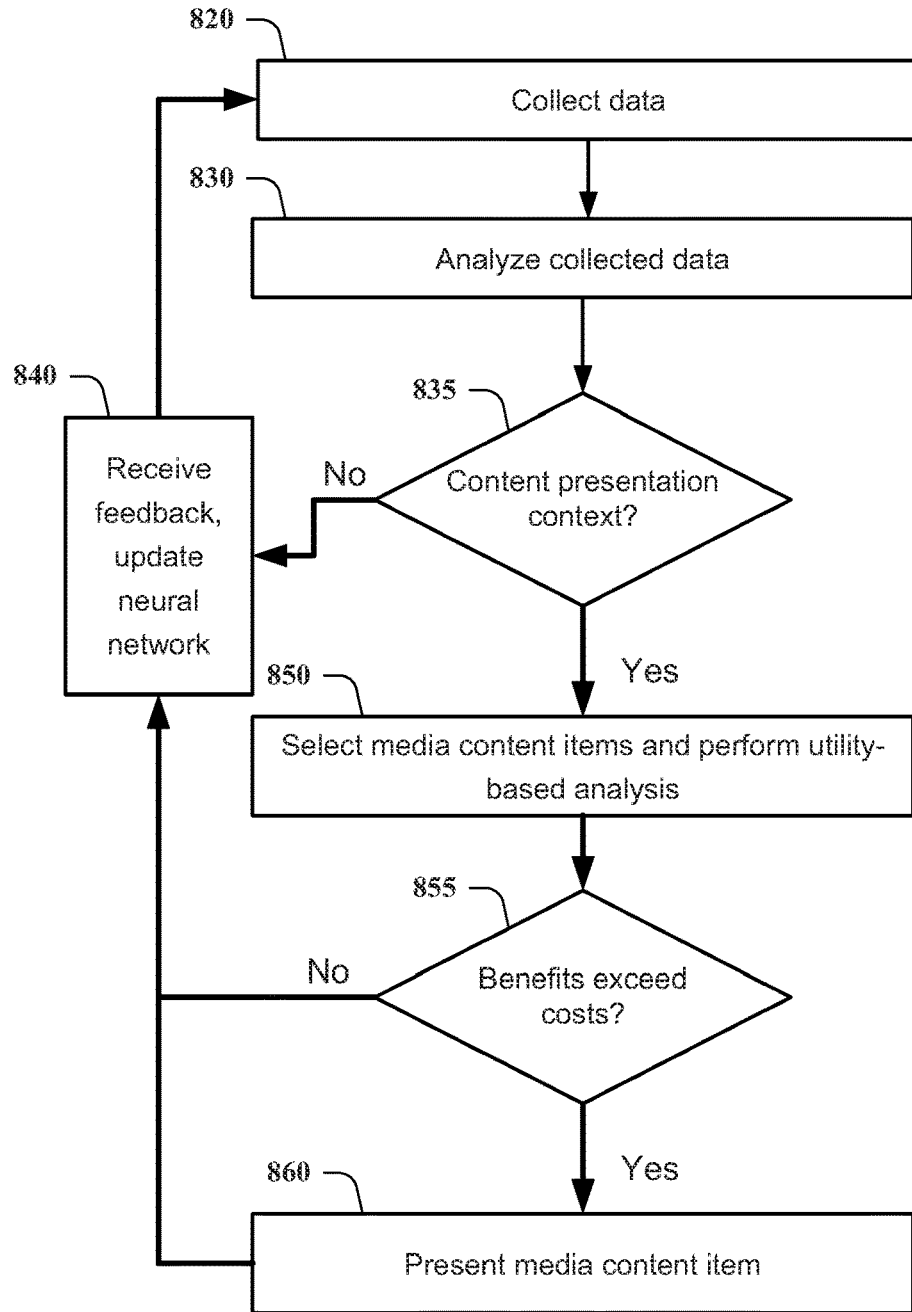 820
Collect data
830
Analyze collected data
840
Receive
feedback,
update
neural
network
835
Content presentation
context?
No
Yes
850
Select media content items and perform utility-
based analysis
855
Benefits exceed
costs?
No
Yes
860
Present media content item